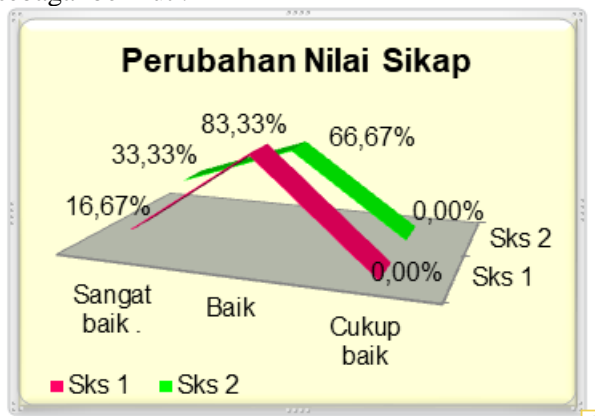 Perubahan Nilai Sikap
83,33%
33,33%
66,67%
16,67%
0,00%
Sks 2
0,00%
Sks 1
Sangat
baik .
Baik
Cukup
baik
Sks 1
Sks 2